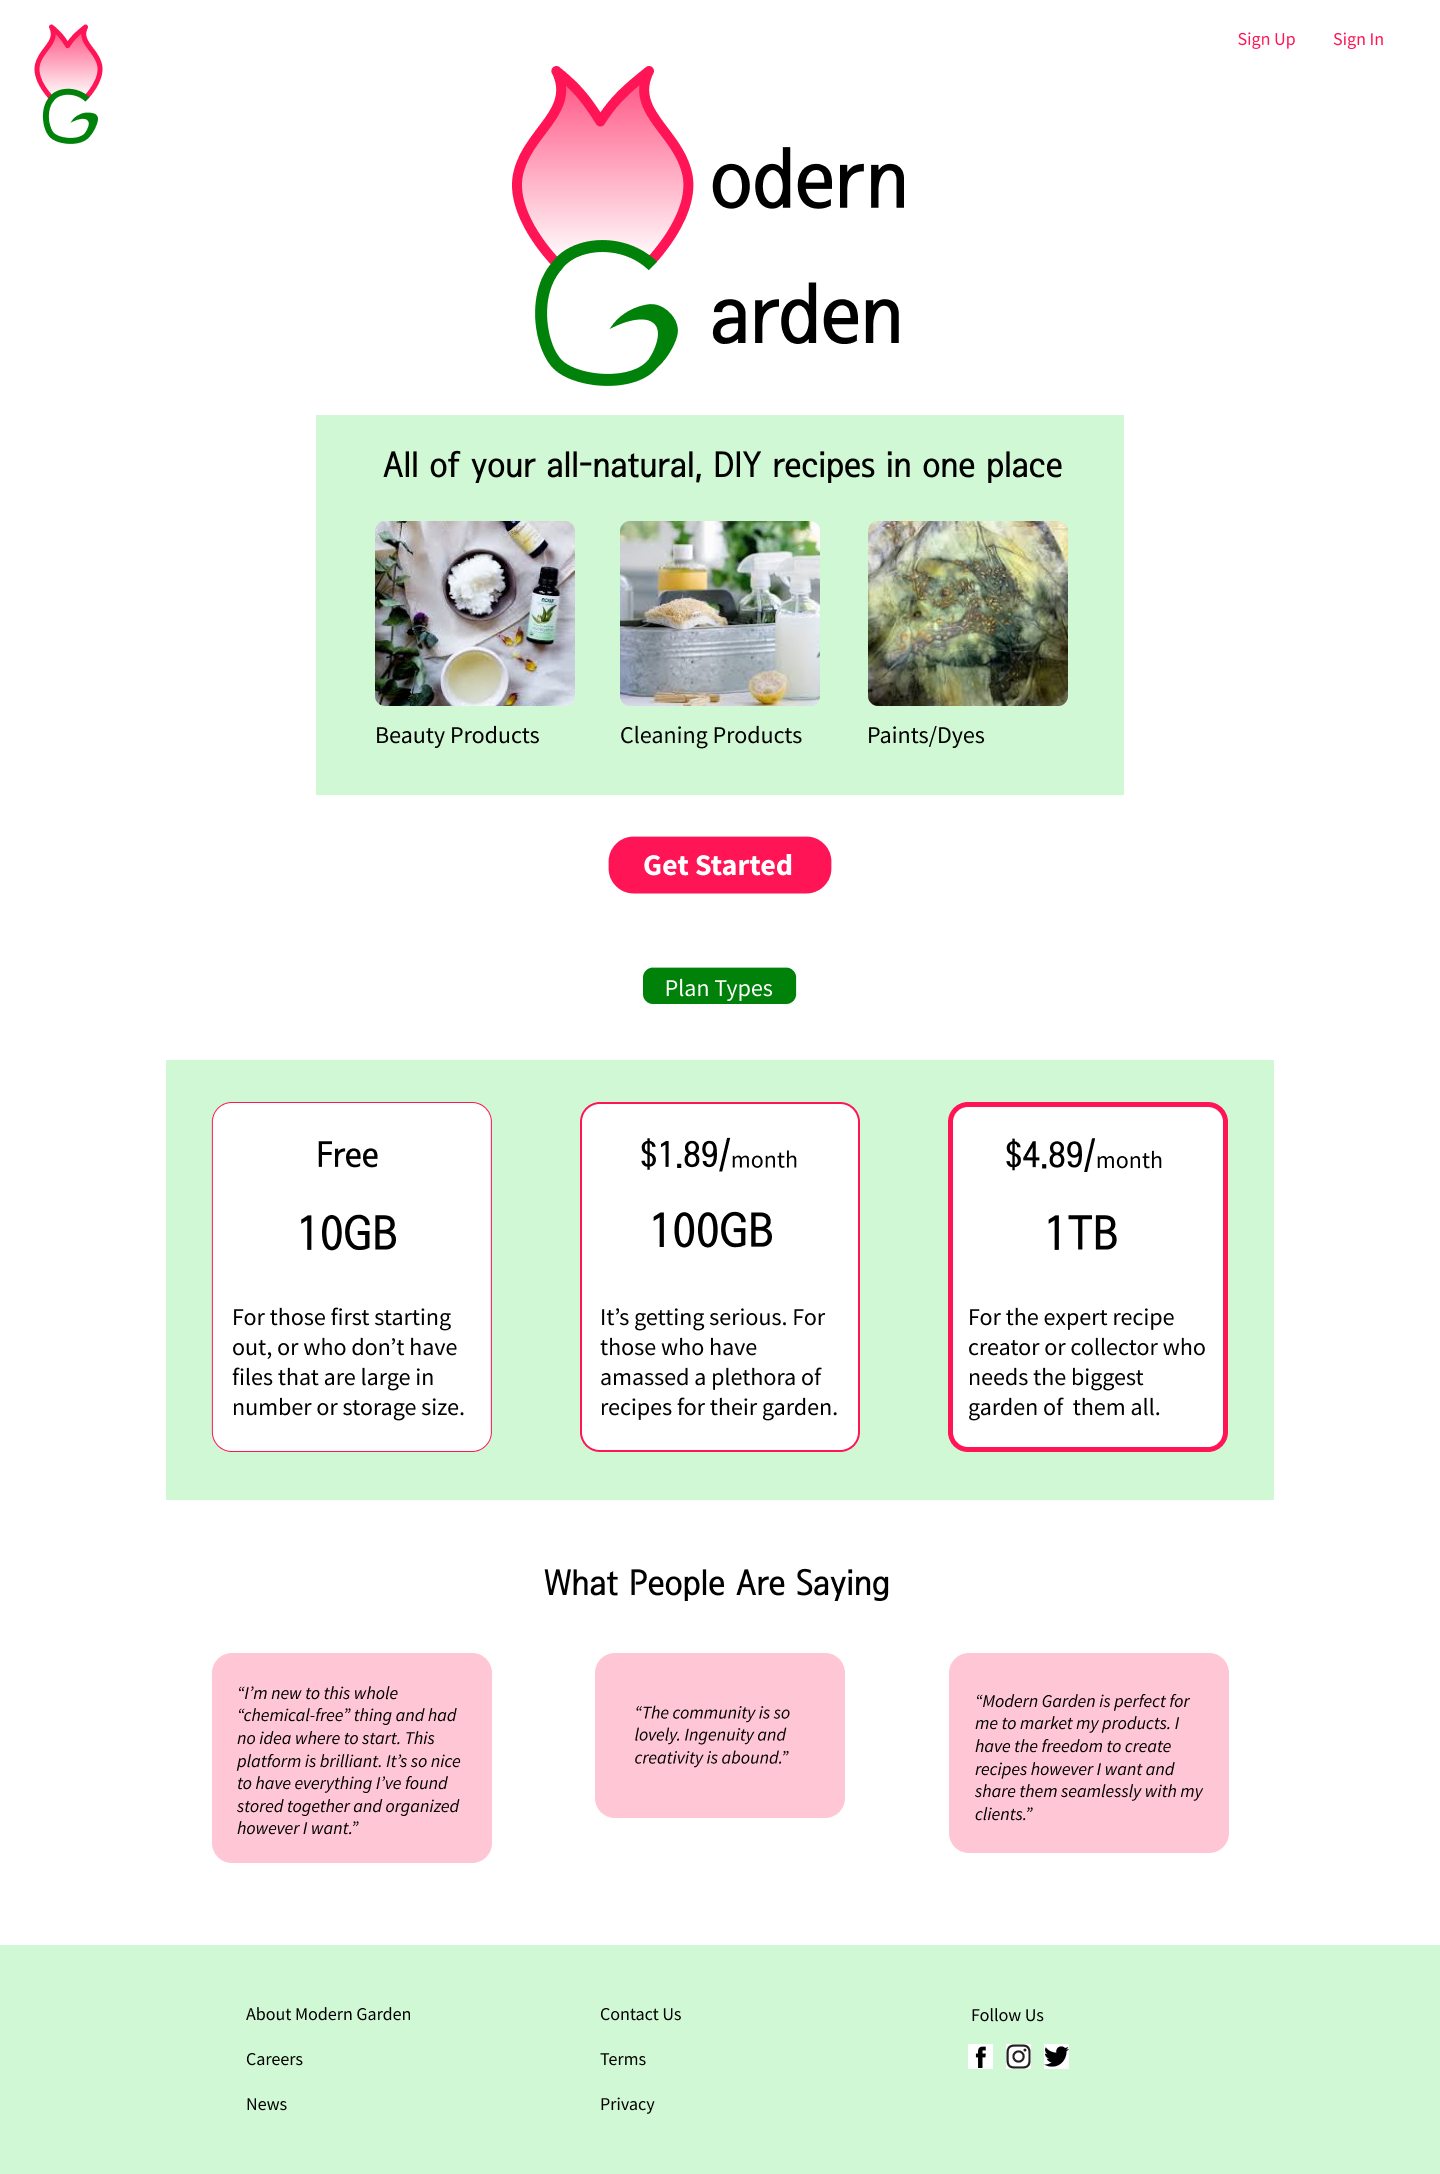 Sign Up Sign In
G
odern
G
arden
All of your all-natural, DIY recipes in one place
Beauty Products
Cleaning Products
Paints/Dyes
Get Started
Plan Types
Free
10GB
For those first starting
out, or who don’t have
files that are large in
number or storage size.
$1.89/month
100GB
It’s getting serious. For
those who have
amassed a plethora of
recipes for their garden.
$4.89/month
1TB
For the expert recipe
creator or collector who
needs the biggest
garden of  them all.
What People Are Saying
“I’m new to this whole
“chemical-free” thing and had
no idea where to start. This
platform is brilliant. It’s so nice
to have everything I’ve found
stored together and organized
however I want.”
“The community is so
lovely. Ingenuity and
creativity is abound.”
“Modern Garden is perfect for
me to market my products. I
have the freedom to create
recipes however I want and
share them seamlessly with my
clients.”
About Modern Garden
Careers
News
Contact Us
Terms
Privacy
Follow Us